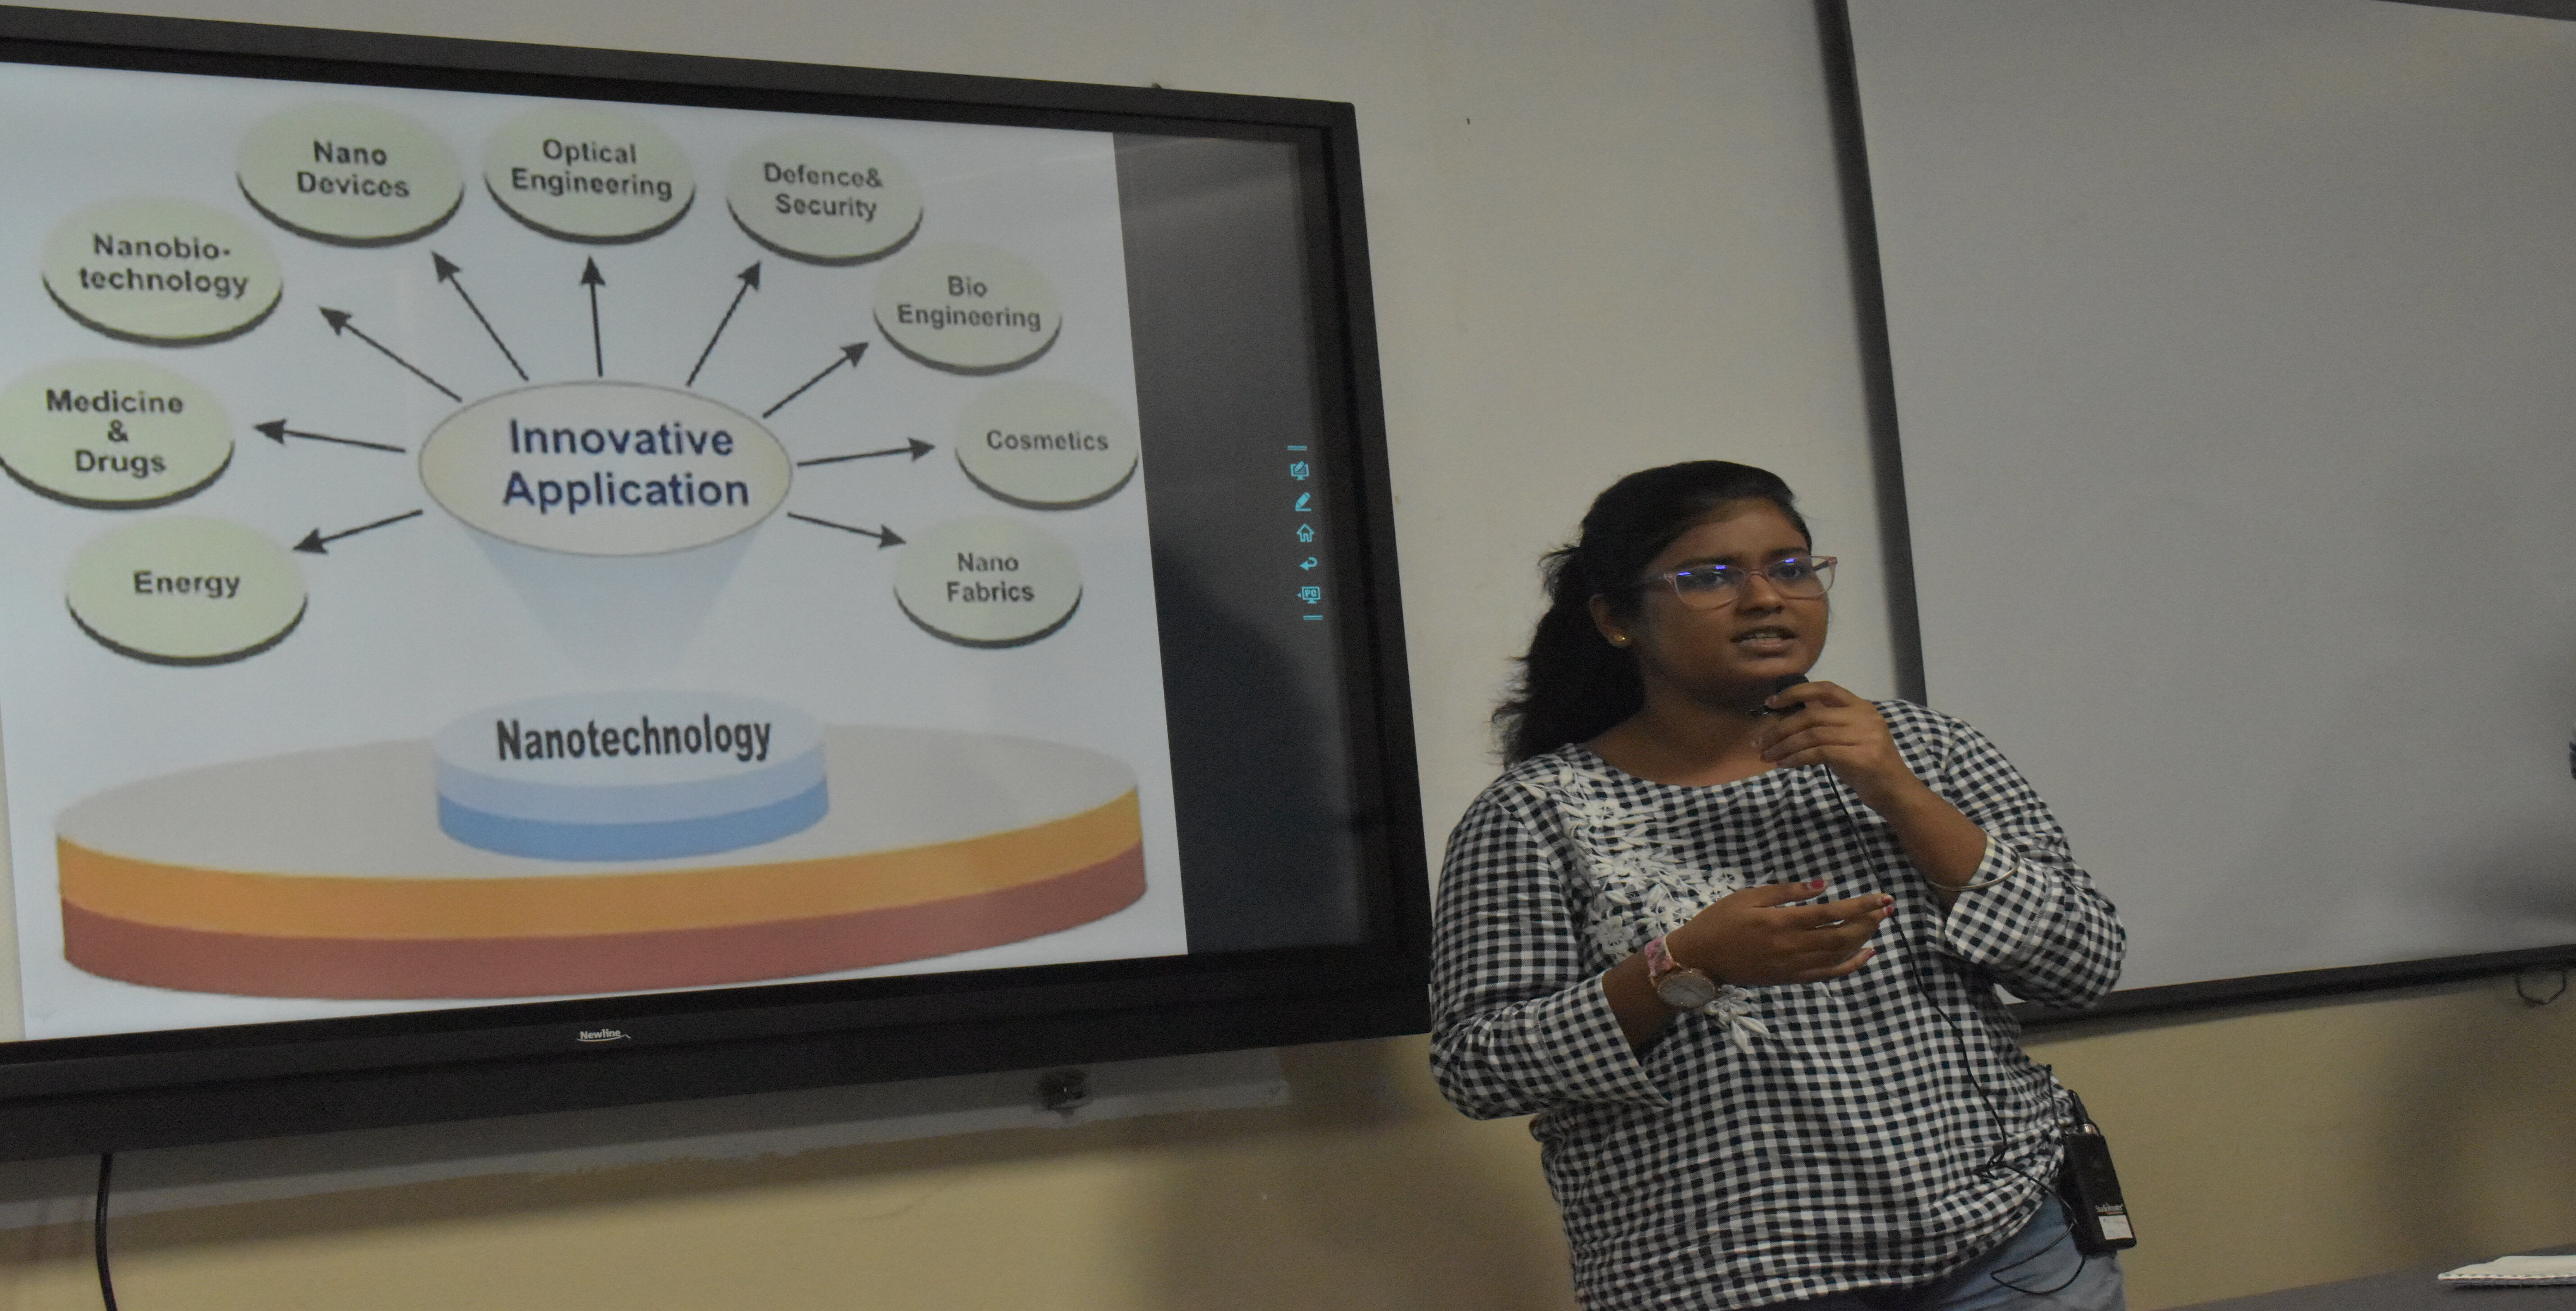 Nano
Devices
Optical
Engineering
Defence&
Security
Nanobio-
technology
Bio
Engineering
Medicine
&
Drugs
Innovative
Application
Cosmetics
Energy
Nano
Fabrics
Nanotechnology
Newline
PC